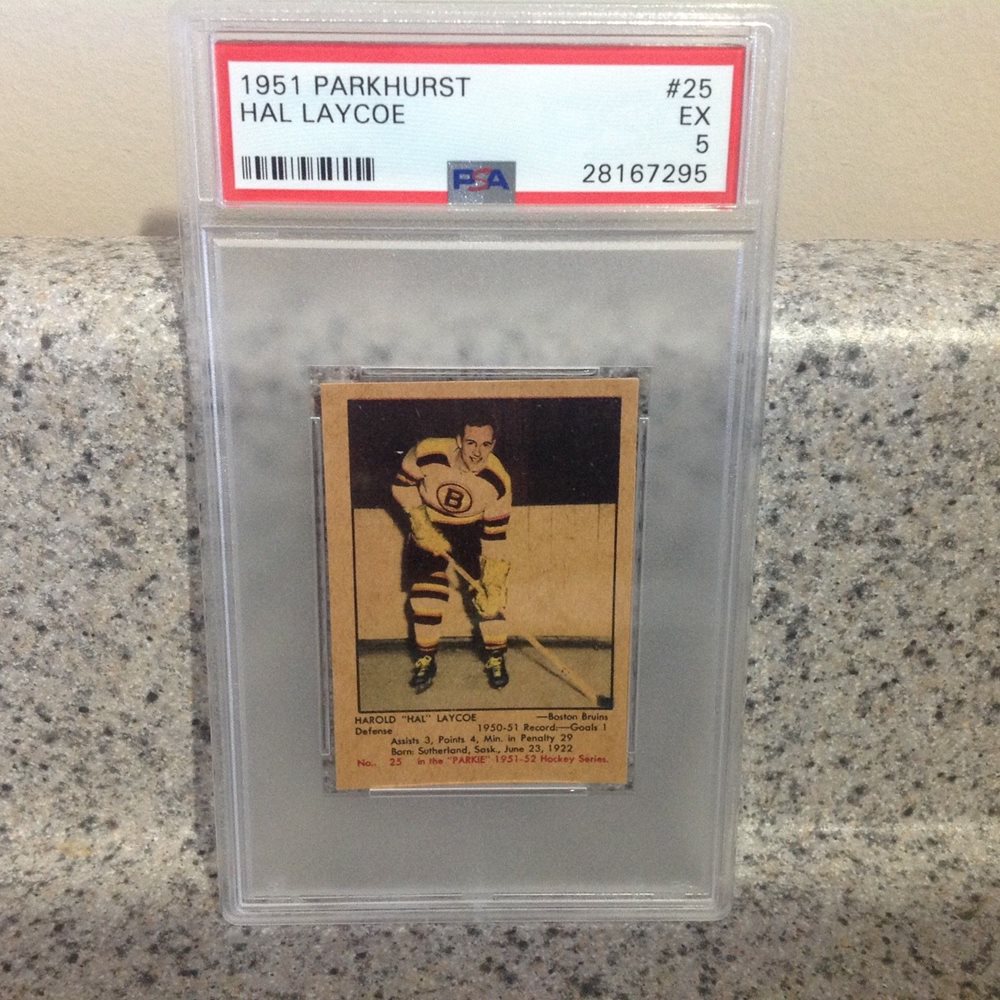 1951 PARKHURST #25
HAL LAYCOE EX
5
PSA 28167295
B
HAROLD "HAL" LAYCOE —Boston Bruins
Defense 1950-51 Record:—Goals 1
Assists 3, Points 4, Min. in Penalty 29
Born: Sutherland, Sask., June 23, 1922
No.. 25 in the "PARKIE" 1951-52 Hockey Series.